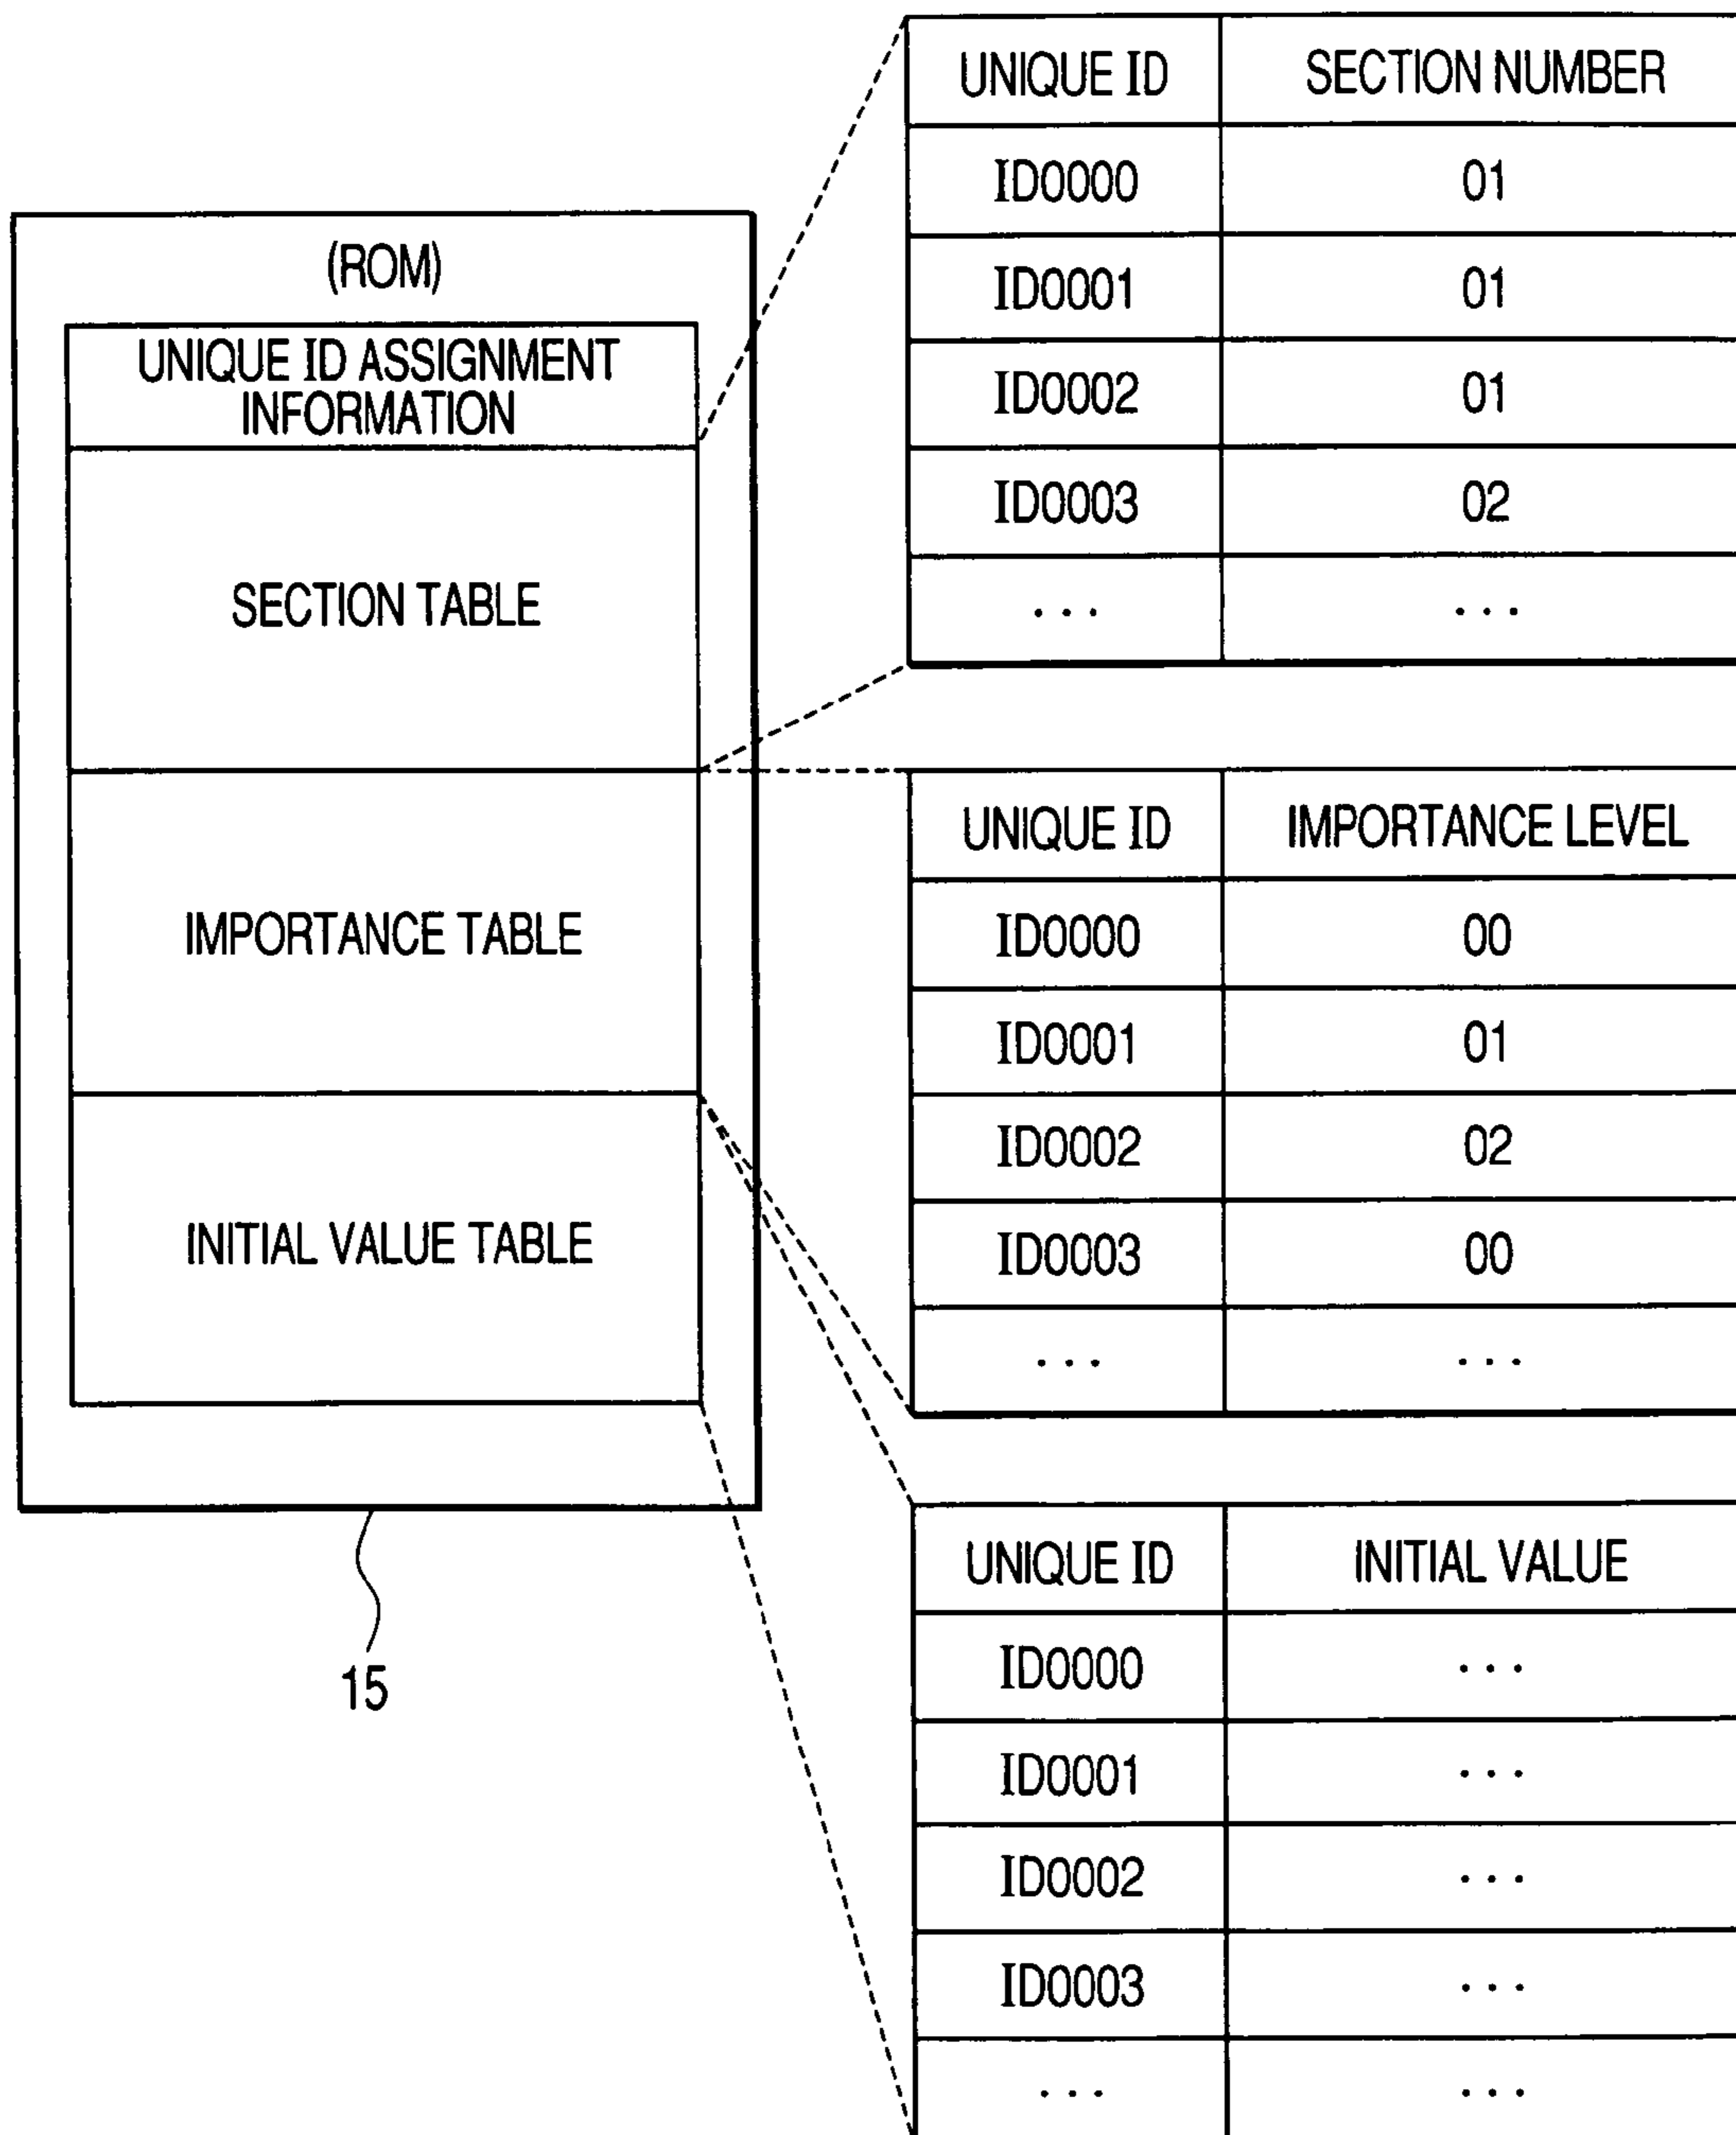 (ROM)
UNIQUE ID ASSIGNMENT
INFORMATION
SECTION TABLE
IMPORTANCE TABLE
INITIAL VALUE TABLE
15
UNIQUE ID SECTION NUMBER
ID0000 01
ID0001 01
ID0002 01
ID0003 02
... ...
UNIQUE ID IMPORTANCE LEVEL
ID0000 00
ID0001 01
ID0002 02
ID0003 00
... ...
UNIQUE ID INITIAL VALUE
ID0000 ...
ID0001 ...
ID0002 ...
ID0003 ...
... ...